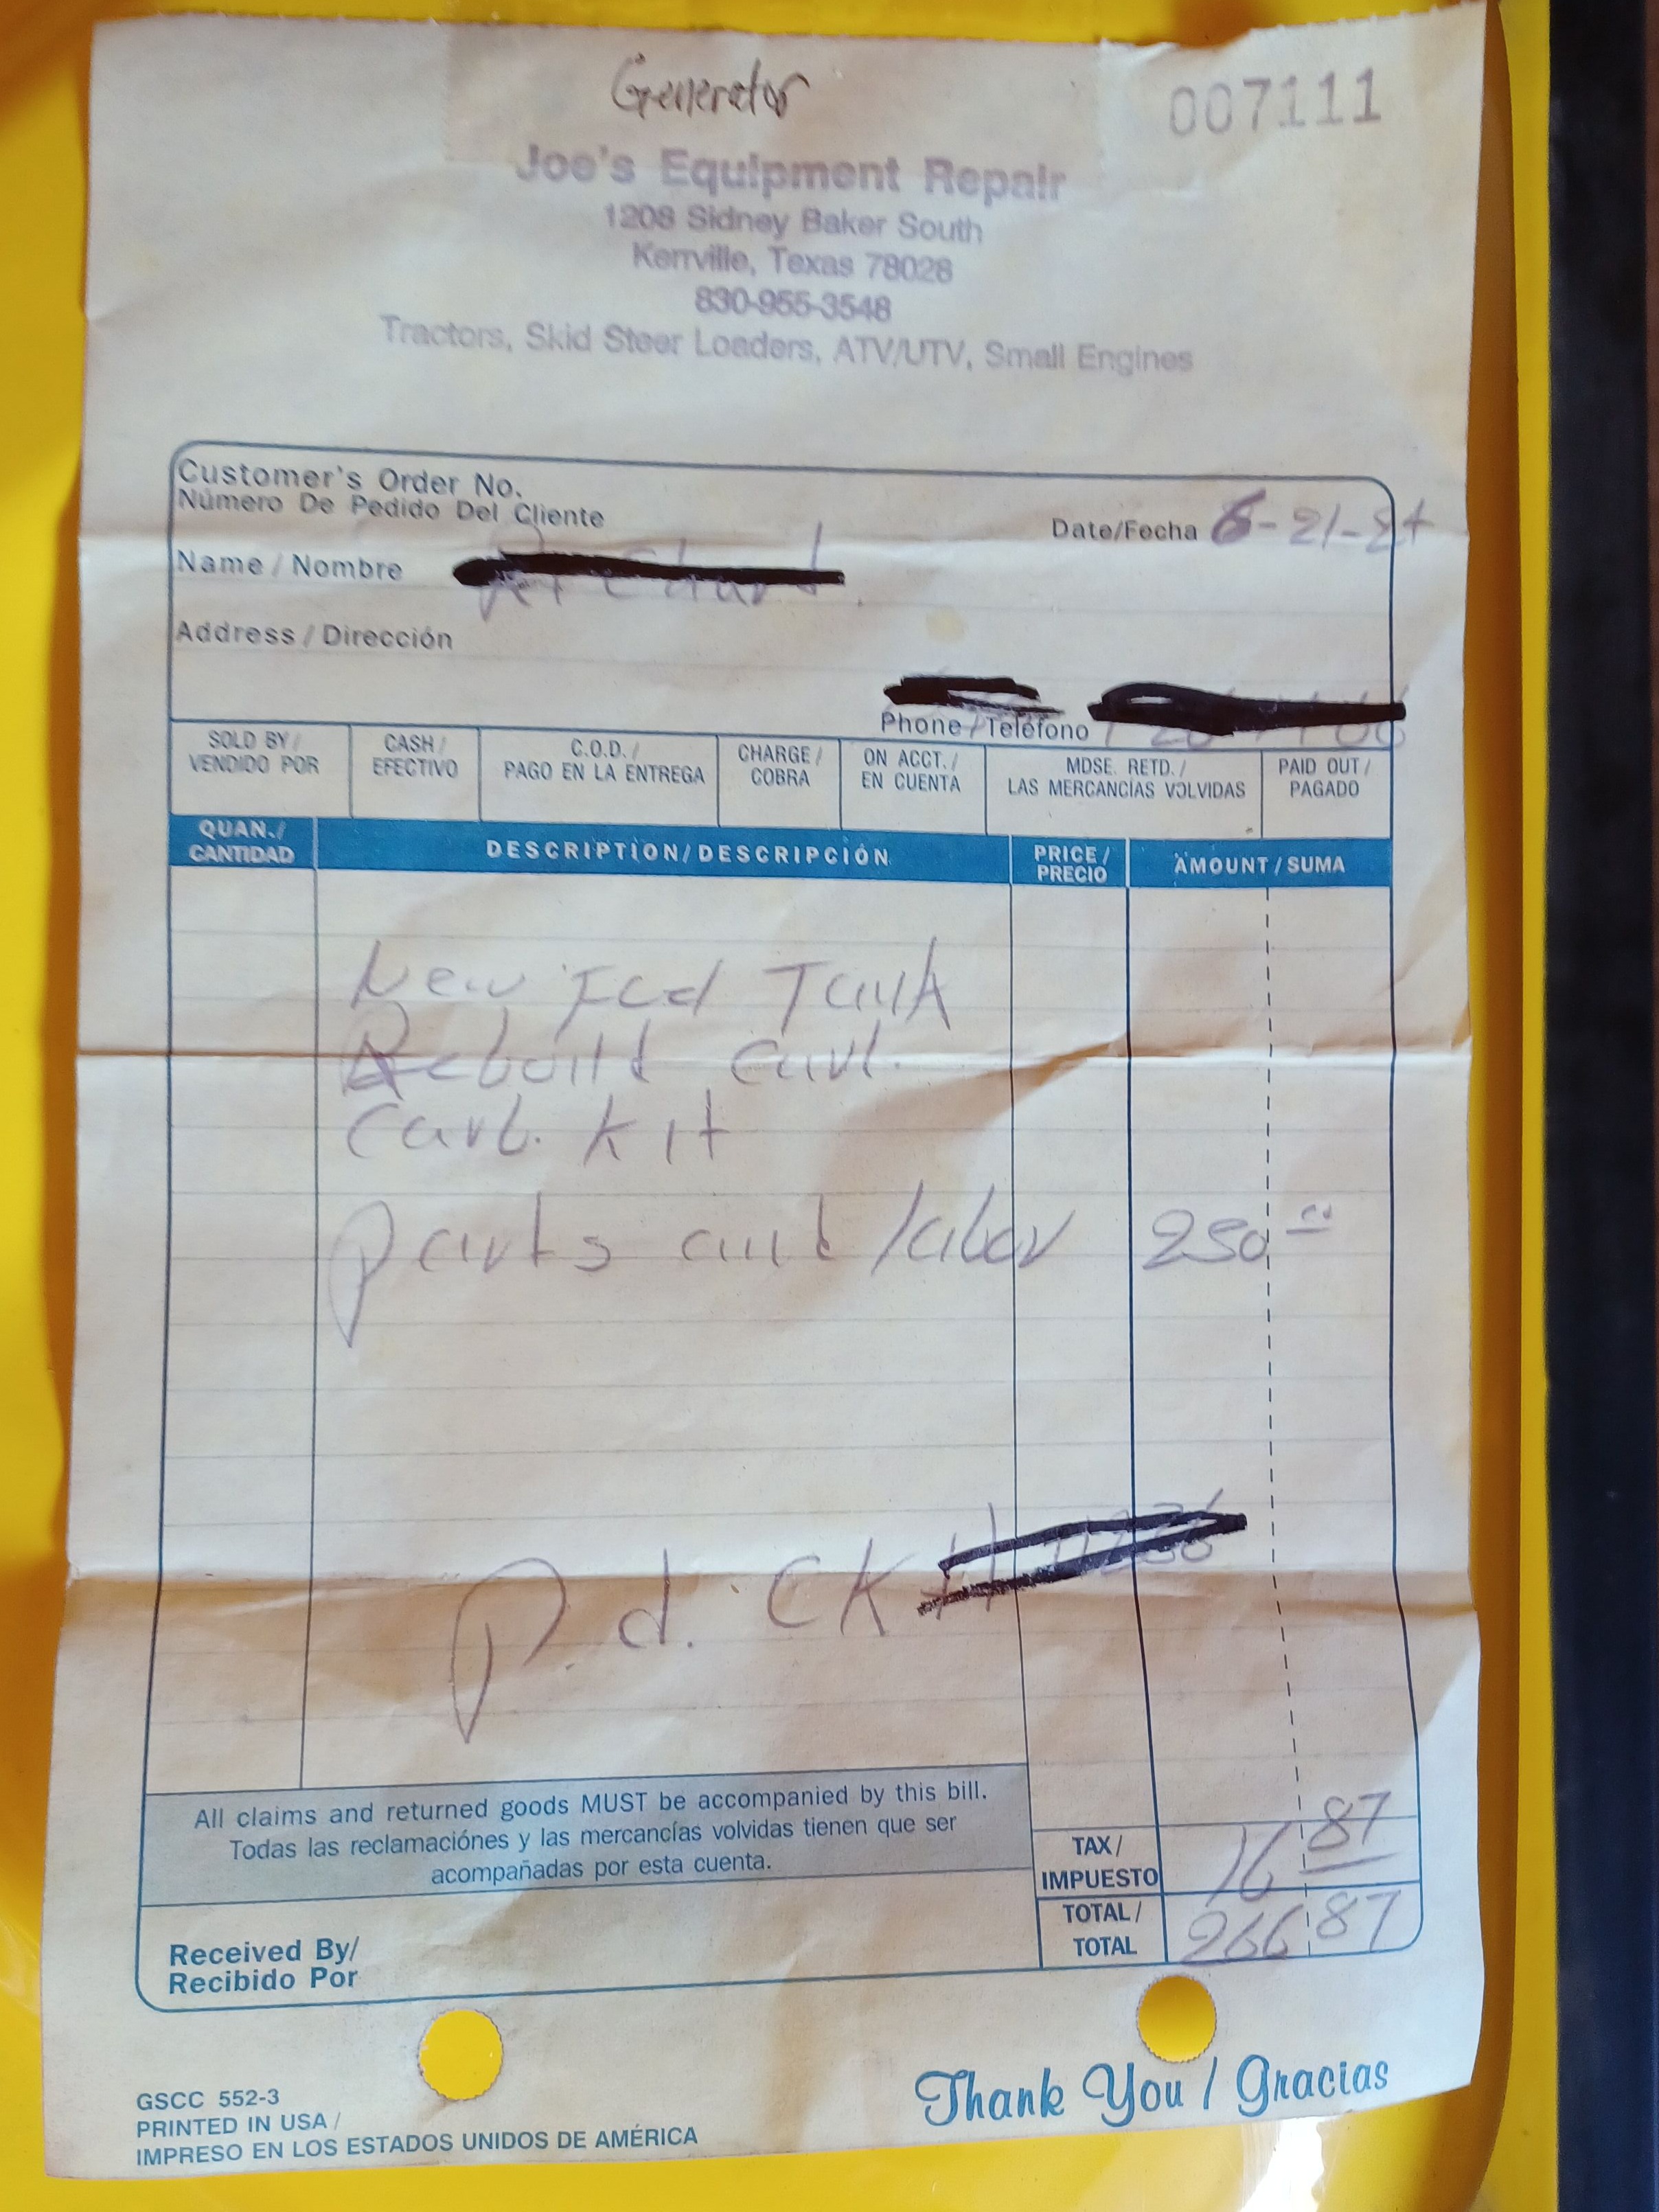 Generator
007111
Joe's Equipment Repair
1208 Sidney Baker South
Kerrville, Texas 78028
830-955-3548
Tractors, Skid Steer Loaders, ATV/UTV, Small Engines
Customer's Order No.
Número De Pedido Del Cliente
Date/Fecha 6-21-24
Name / Nombre
Address / Dirección
Phone / Teléfono
SOLD BY / VENDIDO POR
CASH / EFECTIVO
C.O.D. / PAGO EN LA ENTREGA
CHARGE / COBRA
ON ACCT. / EN CUENTA
MDSE. RETD. / LAS MERCANCÍAS VOLVIDAS
PAID OUT / PAGADO
QUAN./ CANTIDAD
DESCRIPTION/DESCRIPCIÓN
PRICE / PRECIO
AMOUNT / SUMA
New Tank
Rebuild carb.
Carb. Kit
parts and labor 250 00
p.d. CK #
All claims and returned goods MUST be accompanied by this bill.
Todas las reclamaciónes y las mercancías volvidas tienen que ser
acompañadas por esta cuenta.
TAX / IMPUESTO 16 87
TOTAL / TOTAL 266 87
Received By/
Recibido Por
GSCC 552-3
PRINTED IN USA /
IMPRESO EN LOS ESTADOS UNIDOS DE AMÉRICA
Thank You / Gracias